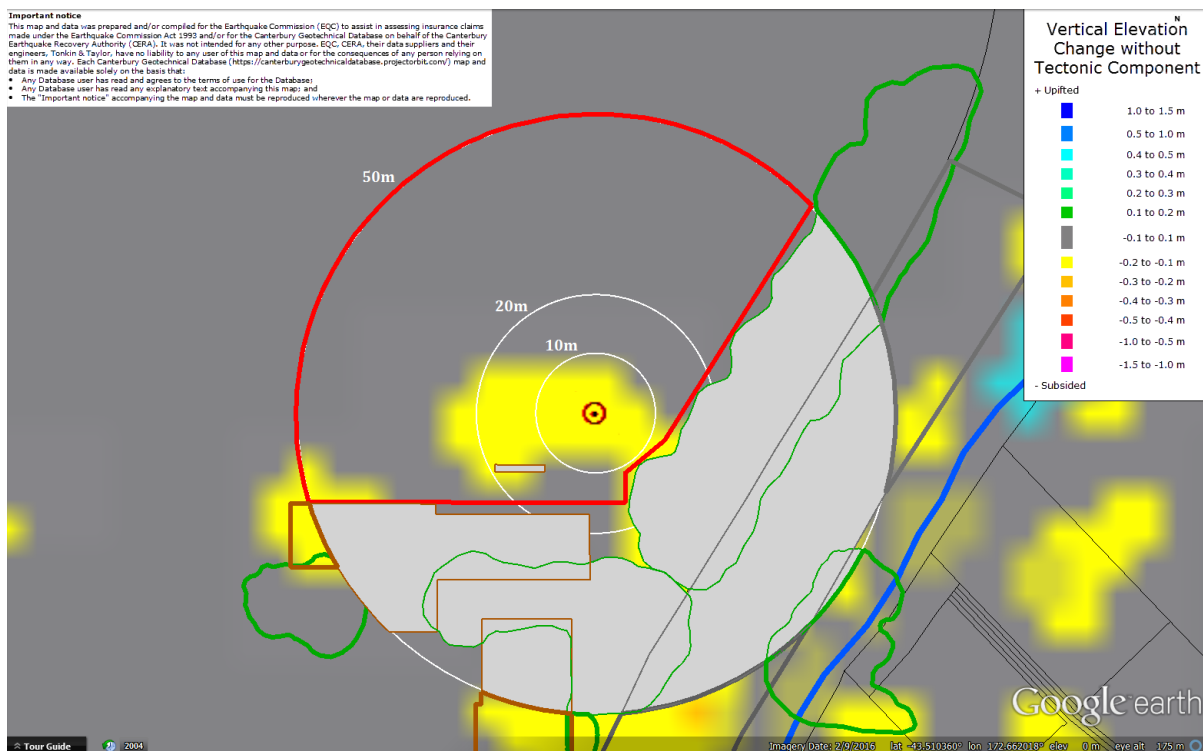 Important notice
This map and data was prepared and/or compiled for the Earthquake Commission (EQC) to assist in assessing insurance claims
made under the Earthquake Commission Act 1993 and/or for the Canterbury Geotechnical Database on behalf of the Canterbury
Earthquake Recovery Authority (CERA). It was not intended for any other purpose. EQC, CERA, their data suppliers and their
engineers, Tonkin & Taylor, have no liability to any user of this map and data or for the consequences of any person relying on
them in any way. Each Canterbury Geotechnical Database (https://canterburygeotechnicaldatabase.projectorbit.com/) map and
data is made available solely on the basis that:
• Any Database user has read and agrees to the terms of use for the Database;
• Any Database user has read any explanatory text accompanying this map; and
• The "Important notice" accompanying the map and data must be reproduced wherever the map or data are reproduced.
N
Vertical Elevation
Change without
Tectonic Component
+ Upifted
1.0 to 1.5 m
0.5 to 1.0 m
0.4 to 0.5 m
0.3 to 0.4 m
0.2 to 0.3 m
0.1 to 0.2 m
-0.1 to 0.1 m
-0.2 to -0.1 m
-0.3 to -0.2 m
-0.4 to -0.3 m
-0.5 to -0.4 m
-1.0 to -0.5 m
-1.5 to -1.0 m
- Subsided
50m
20m
10m
Google earth
Tour Guide
2004
Imagery Date: 2/9/2016 lat -43.510360° lon 172.662018° elev 0 m eye alt 175 m